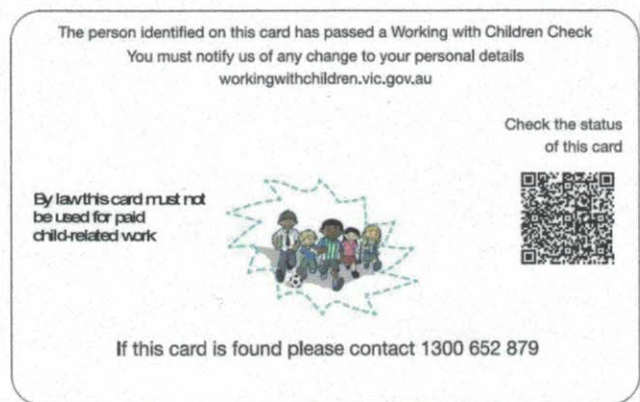 The person identified on this card has passed a Working with Children Check
You must notify us of any change to your personal details
workingwithchildren.vic.gov.au
Check the status
of this card
By law this card must not
be used for paid
child-related work
If this card is found please contact 1300 652 879